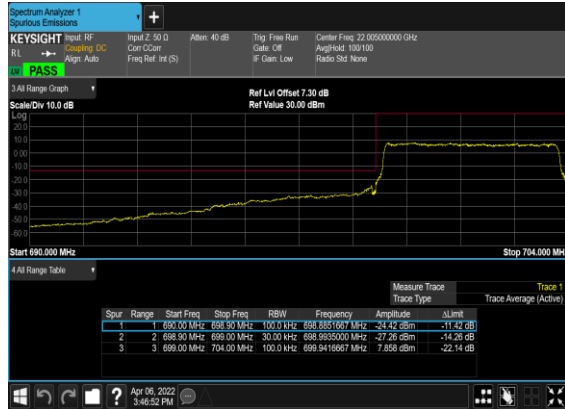 Spectrum Analyzer 1
Spurious Emissions
+
KEYSIGHT Input: RF Input Z: 50 Ω Atten: 40 dB Trig: Free Run Center Freq: 22.005000000 GHz
RL Coupling: DC Corr CCorr Gate: Off Avg|Hold: 100/100
Align: Auto Freq Ref: Int (S) IF Gain: Low Radio Std: None
PASS
3 All Range Graph
Ref Lvl Offset 7.30 dB
Scale/Div 10.0 dB Ref Value 30.00 dBm
Log
20.0
10.0
0.00
-10.0
-20.0
-30.0
-40.0
-50.0
-60.0
Start 690.000 MHz Stop 704.000 MH
4 All Range Table
Measure Trace Trace 1
Trace Type Trace Average (Active)
Spur Range Start Freq Stop Freq RBW Frequency Amplitude ΔLimit
1 1 690.00 MHz 698.90 MHz 100.0 kHz 698.8851667 MHz -24.42 dBm -11.42 dB
2 2 698.90 MHz 699.00 MHz 30.00 kHz 698.9935000 MHz -27.26 dBm -14.26 dB
3 3 699.00 MHz 704.00 MHz 100.0 kHz 699.9416667 MHz 7.858 dBm -22.14 dB
? Apr 06, 2022
3:46:52 PM